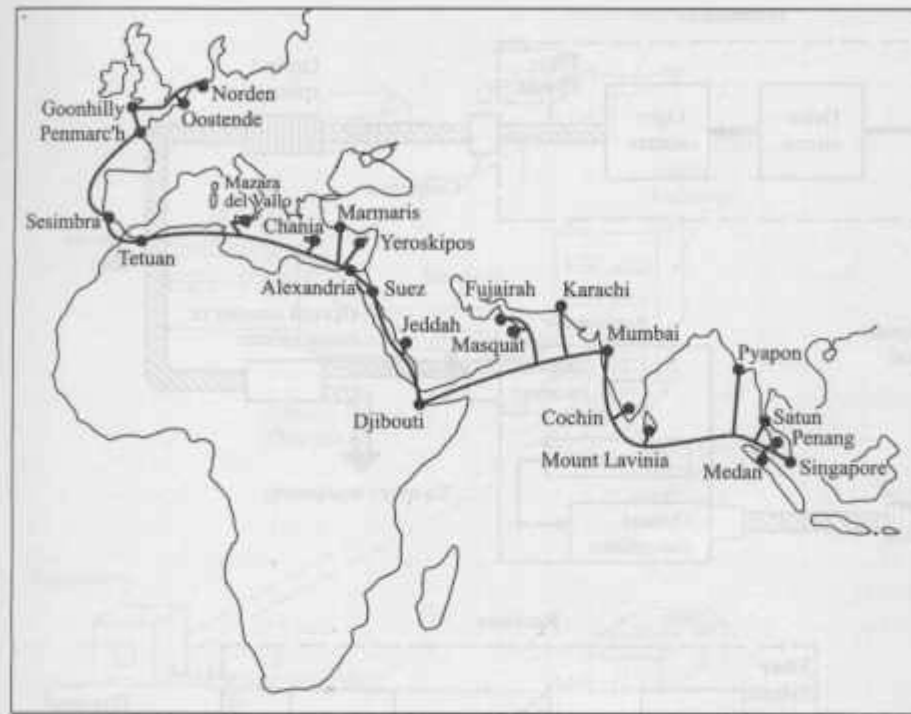 Goonhilly
Norden
Penmarc'h
Oostende
Mazara
del Vallo
Sesimbra
Chania
Marmaris
Yeroskipos
Tetuan
Alexandria
Suez
Fujairah
Karachi
Jeddah
Masquat
Mumbai
Pyapon
Djibouti
Cochin
Satun
Penang
Mount Lavinia
Medan
Singapore